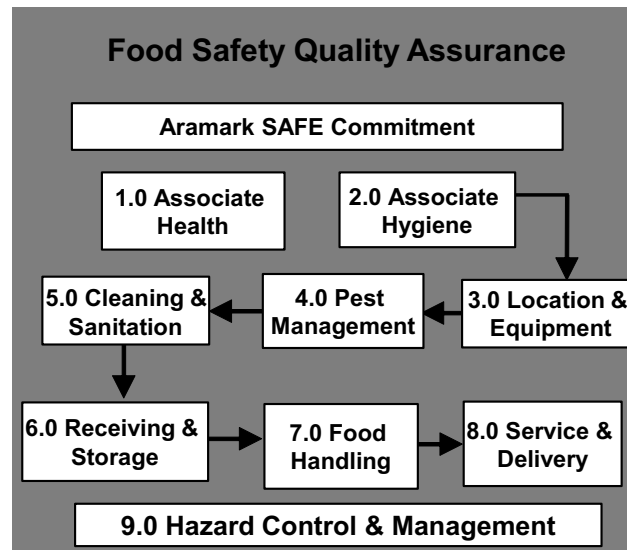 Food Safety Quality Assurance
Aramark SAFE Commitment
1.0 Associate
Health
2.0 Associate
Hygiene
5.0 Cleaning &
Sanitation
4.0 Pest
Management
3.0 Location &
Equipment
6.0 Receiving &
Storage
7.0 Food
Handling
8.0 Service &
Delivery
9.0 Hazard Control & Management